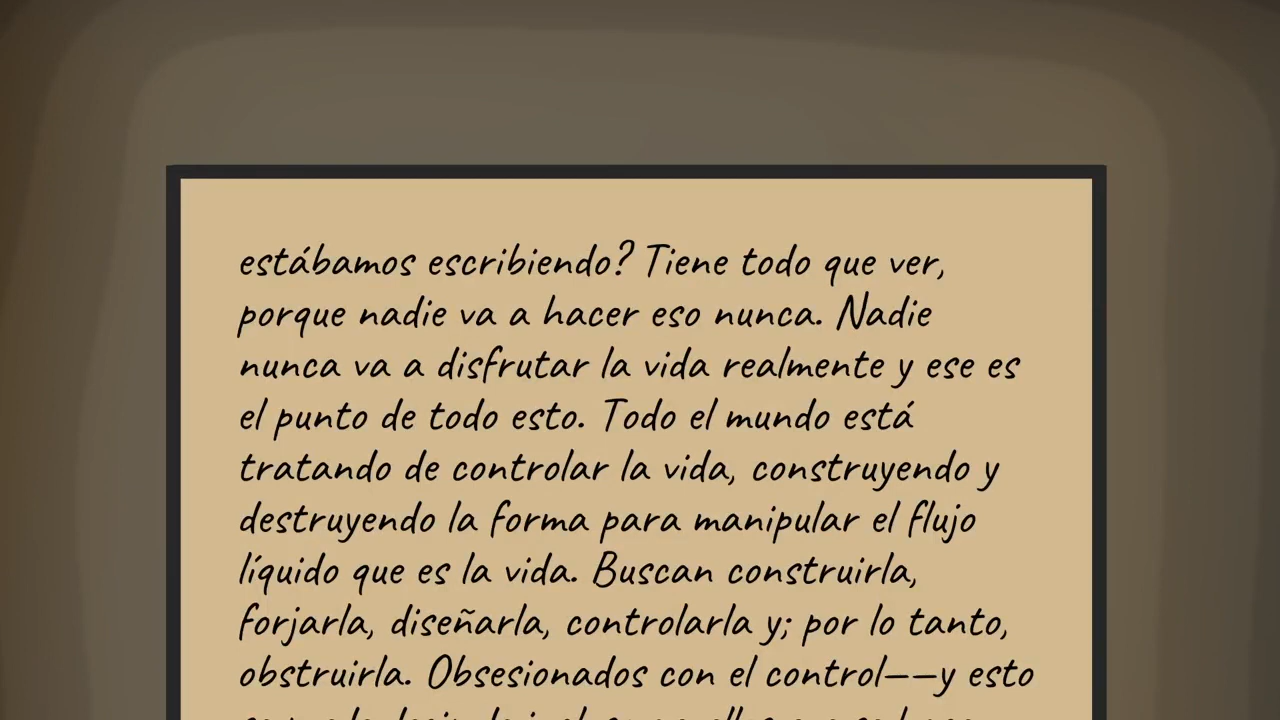 estábamos escribiendo? Tiene todo que ver,
porque nadie va a hacer eso nunca. Nadie
nunca va a disfrutar la vida realmente y ese es
el punto de todo esto. Todo el mundo está
tratando de controlar la vida, construyendo y
destruyendo la forma para manipular el flujo
líquido que es la vida. Buscan construirla,
forjarla, diseñarla, controlarla y; por lo tanto,
obstruirla. Obsesionados con el control––y esto